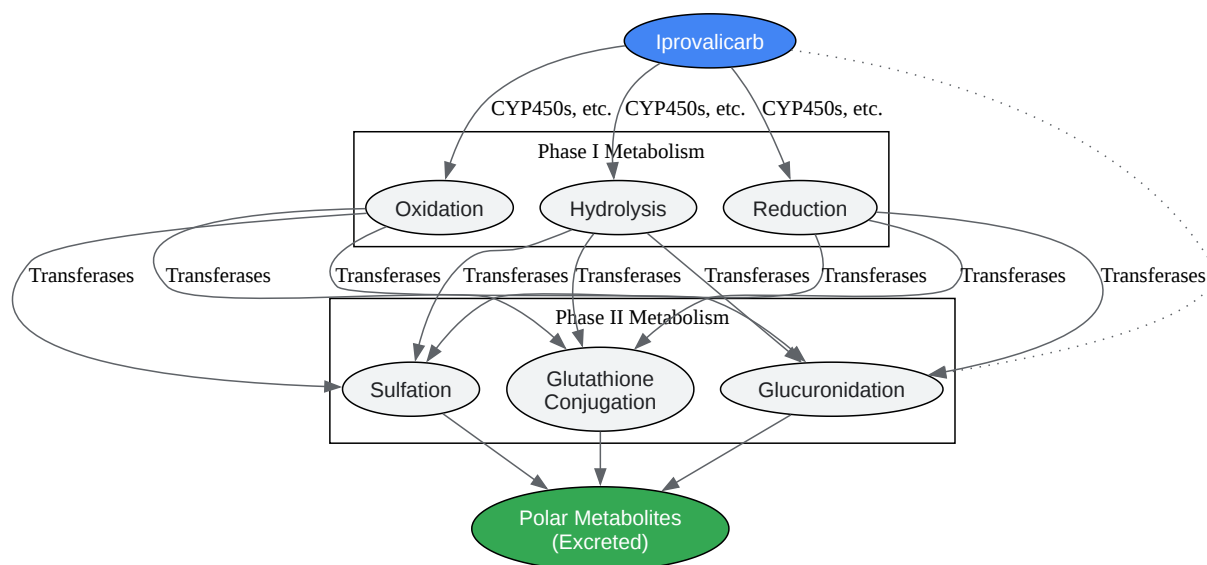 Iprovalicarb
CYP450s, etc.
CYP450s, etc.
CYP450s, etc.
Phase I Metabolism
Oxidation
Hydrolysis
Reduction
Transferases
Transferases
Transferases
Transferases
Transferases
Transferases
Transferases
Transferases
Transferases
Phase II Metabolism
Sulfation
Glutathione
Conjugation
Glucuronidation
Polar Metabolites
(Excreted)